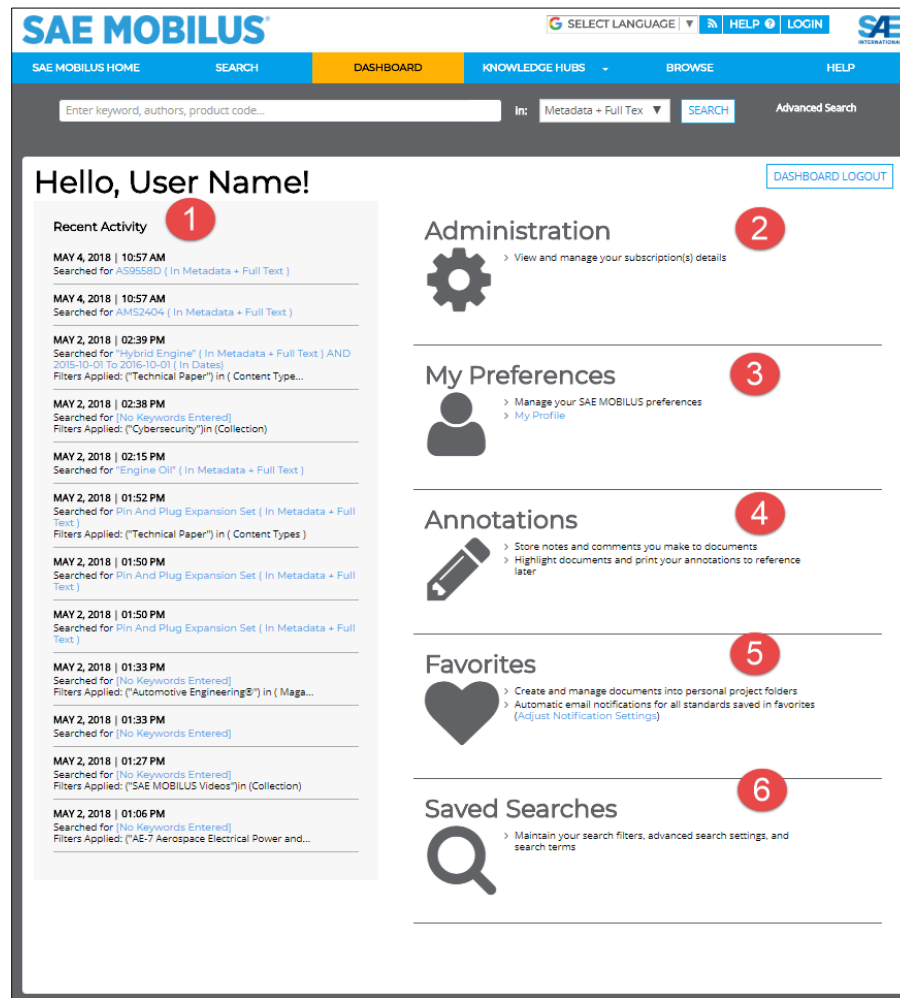 SAE MOBILUS®
G SELECT LANGUAGE ▼ HELP ? LOGIN
SAE
INTERNATIONAL
SAE MOBILUS HOME SEARCH DASHBOARD KNOWLEDGE HUBS BROWSE HELP
Enter keyword, authors, product code... in: Metadata + Full Tex ▼ SEARCH Advanced Search
Hello, User Name!
DASHBOARD LOGOUT
Recent Activity 1
MAY 4, 2018 | 10:57 AM
Searched for AS9558D ( In Metadata + Full Text )
MAY 4, 2018 | 10:57 AM
Searched for AMS2404 ( In Metadata + Full Text )
MAY 2, 2018 | 02:39 PM
Searched for "Hybrid Engine" ( In Metadata + Full Text ) AND
2015-10-01 To 2016-10-01 ( In Dates)
Filters Applied: ("Technical Paper") in ( Content Type...
MAY 2, 2018 | 02:38 PM
Searched for [No Keywords Entered]
Filters Applied: ("Cybersecurity")in (Collection)
MAY 2, 2018 | 02:15 PM
Searched for "Engine Oil" ( In Metadata + Full Text )
MAY 2, 2018 | 01:52 PM
Searched for Pin And Plug Expansion Set ( In Metadata + Full
Text )
Filters Applied: ("Technical Paper") in ( Content Types )
MAY 2, 2018 | 01:50 PM
Searched for Pin And Plug Expansion Set ( In Metadata + Full
Text )
MAY 2, 2018 | 01:50 PM
Searched for Pin And Plug Expansion Set ( In Metadata + Full
Text )
MAY 2, 2018 | 01:33 PM
Searched for [No Keywords Entered]
Filters Applied: ("Automotive Engineering®") in ( Maga...
MAY 2, 2018 | 01:33 PM
Searched for [No Keywords Entered]
MAY 2, 2018 | 01:27 PM
Searched for [No Keywords Entered]
Filters Applied: ("SAE MOBILUS Videos")in (Collection)
MAY 2, 2018 | 01:06 PM
Searched for [No Keywords Entered]
Filters Applied: ("AE-7 Aerospace Electrical Power and...
Administration 2
> View and manage your subscription(s) details
My Preferences 3
> Manage your SAE MOBILUS preferences
> My Profile
Annotations 4
> Store notes and comments you make to documents
> Highlight documents and print your annotations to reference
later
Favorites 5
> Create and manage documents into personal project folders
> Automatic email notifications for all standards saved in favorites
(Adjust Notification Settings)
Saved Searches 6
> Maintain your search filters, advanced search settings, and
search terms